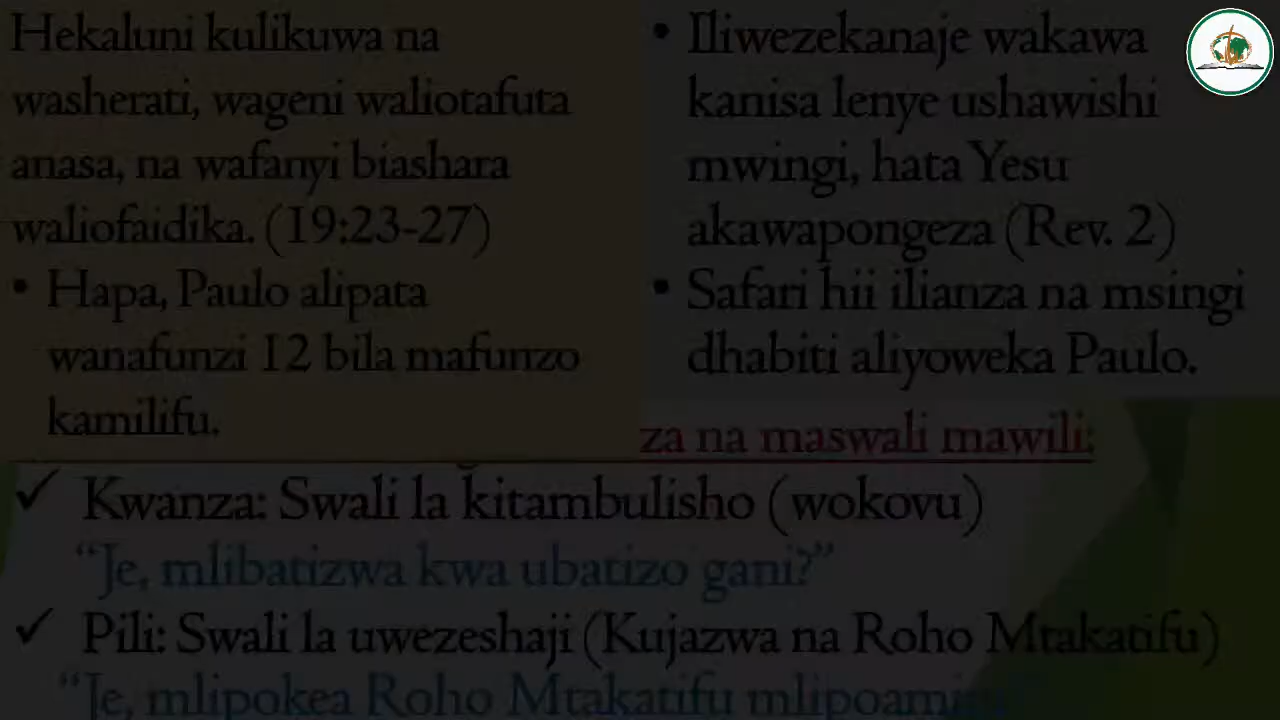 Hekaluni kulikuwa na
washerati, wageni waliotafuta
anasa, na wafanyi biashara
waliofaidika. (19:23-27)
• Hapa, Paulo alipata
wanafunzi 12 bila mafunzo
kamilifu.
• Iliwezekanaje wakawa
kanisa lenye ushawishi
mwingi, hata Yesu
akawapongeza (Rev. 2)
• Safari hii ilianza na msingi
dhabiti aliyoweka Paulo.
za na maswali mawili:
✓ Kwanza: Swali la kitambulisho (wokovu)
“Je, mlibatizwa kwa ubatizo gani?”
✓ Pili: Swali la uwezeshaji (Kujazwa na Roho Mtakatifu)
“Je, mlipokea Roho Mtakatifu